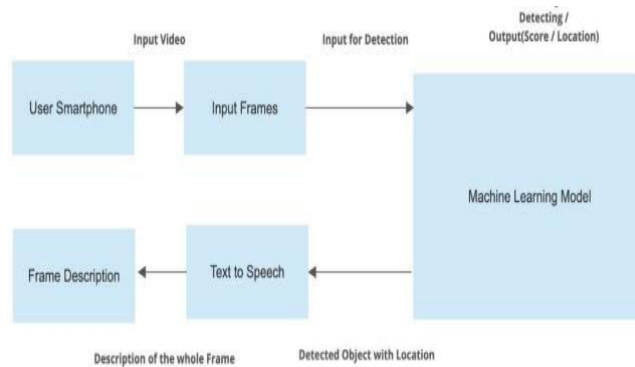 Detecting /
Output(Score / Location)
Input Video
Input for Detection
User Smartphone
Input Frames
Machine Learning Model
Frame Description
Text to Speech
Description of the whole Frame
Detected Object with Location